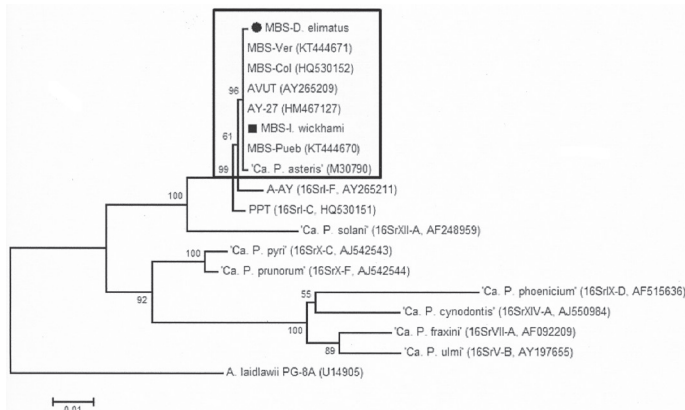 MBS-D. elimatus
MBS-Ver (KT444671)
MBS-Col (HQ530152)
96
AVUT (AY265209)
AY-27 (HM467127)
61
MBS-I. wickhami
MBS-Pueb (KT444670)
99
'Ca. P. asteris' (M30790)
A-AY (16SrI-F, AY265211)
100
PPT (16SrI-C, HQ530151)
'Ca. P. solani' (16SrXII-A, AF248959)
100
'Ca. P. pyri' (16SrX-C, AJ542543)
'Ca. P. prunorum' (16SrX-F, AJ542544)
92
55
'Ca. P. phoenicium' (16SrIX-D, AF515636)
'Ca. P. cynodontis' (16SrXIV-A, AJ550984)
100
'Ca. P. fraxini' (16SrVII-A, AF092209)
89
'Ca. P. ulmi' (16SrV-B, AY197655)
A. laidlawii PG-8A (U14905)
0.01